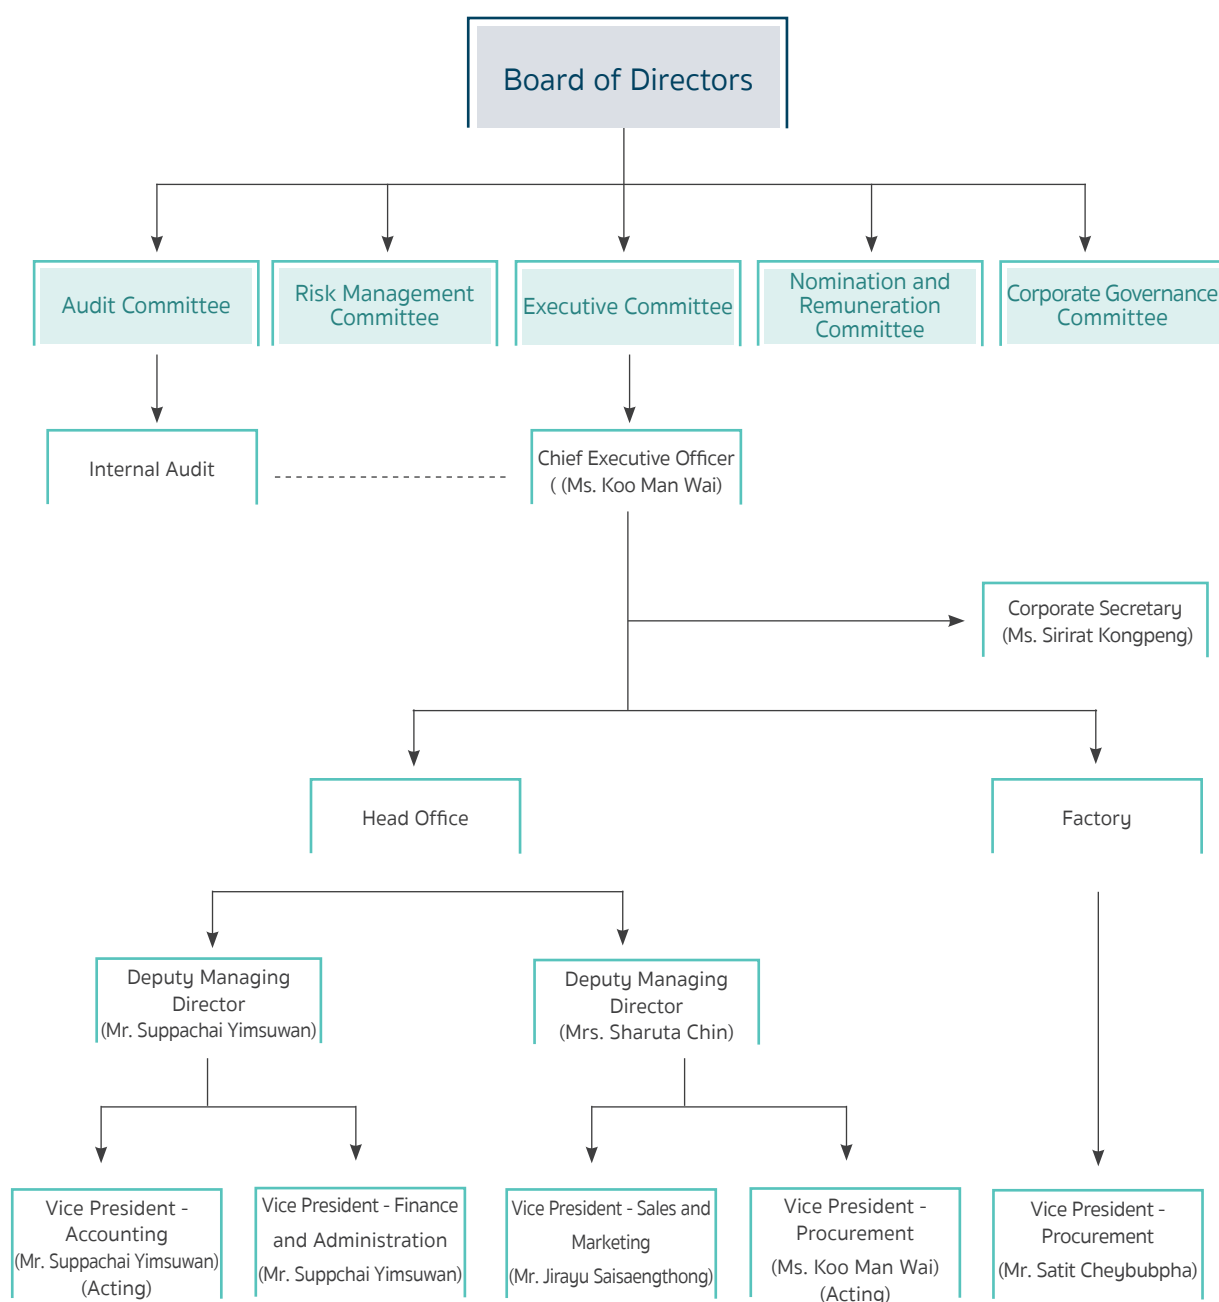 Board of Directors
Audit Committee
Risk Management
Committee
Executive Committee
Nomination and
Remuneration
Committee
Corporate Governance
Committee
Internal Audit
Chief Executive Officer
( (Ms. Koo Man Wai)
Corporate Secretary
(Ms. Sirirat Kongpeng)
Head Office
Factory
Deputy Managing
Director
(Mr. Suppachai Yimsuwan)
Deputy Managing
Director
(Mrs. Sharuta Chin)
Vice President -
Accounting
(Mr. Suppachai Yimsuwan)
(Acting)
Vice President - Finance
and Administration
(Mr. Suppchai Yimsuwan)
Vice President - Sales and
Marketing
(Mr. Jirayu Saisaengthong)
Vice President -
Procurement
(Ms. Koo Man Wai)
(Acting)
Vice President -
Procurement
(Mr. Satit Cheybubpha)